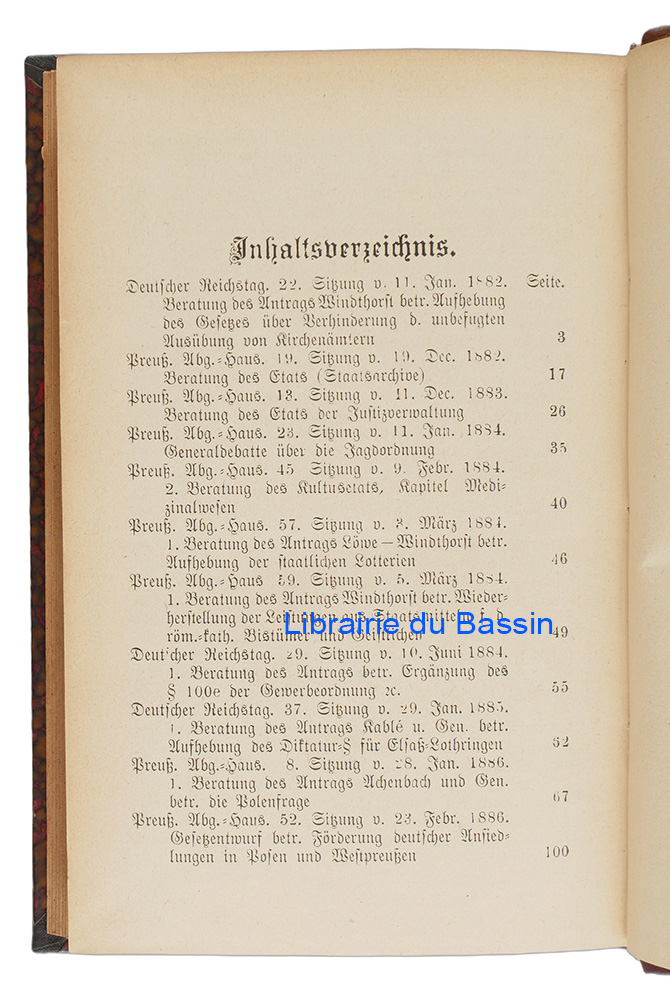 Inhaltsverzeichnis.
Deutscher Reichstag. 22. Sitzung v. 11. Jan. 1882. Seite.
Beratung des Antrags Windthorst betr. Aufhebung
des Gesetzes über Verhinderung d. unbefugten
Ausübung von Kirchenämtern 3
Preuß. Abg.-Haus. 19. Sitzung v. 19. Dec. 1882.
Beratung des Etats (Staatsarchive) 17
Preuß. Abg.-Haus. 13. Sitzung v. 11. Dec. 1883.
Beratung des Etats der Justizverwaltung 26
Preuß. Abg.-Haus. 23. Sitzung v. 11. Jan. 1884.
Generaldebatte über die Jagdordnung 35
Preuß. Abg.-Haus. 45 Sitzung v. 9. Febr. 1884.
2. Beratung des Kultusetats, Kapitel Medi-
zinalwesen 40
Preuß. Abg.-Haus. 57. Sitzung v. 3. März 1884.
1. Beratung des Antrags Löwe — Windthorst betr.
Aufhebung der staatlichen Lotterien 46
Preuß. Abg.-Haus 59. Sitzung v. 5. März 1884.
1. Beratung des Antrags Windthorst betr. Wieder-
herstellung der Leistungen aus Staatsmitteln f. d.
röm.-kath. Bistümer und Geistlichen 49
Librairie du Bassin
Deutscher Reichstag. 29. Sitzung v. 10. Juni 1884.
1. Beratung des Antrags betr. Ergänzung des
§ 100e der Gewerbeordnung ꝛc. 55
Deutscher Reichstag. 37. Sitzung v. 29. Jan. 1885.
1. Beratung des Antrags Kablé u. Gen. betr.
Aufhebung des Diktatur-§ für Elsaß-Lothringen 62
Preuß. Abg.-Haus. 8. Sitzung v. 28. Jan. 1886.
1. Beratung des Antrags Achenbach und Gen.
betr. die Polenfrage 67
Preuß. Abg.-Haus. 52. Sitzung v. 23. Febr. 1886.
Gesetzentwurf betr. Förderung deutscher Ansied-
lungen in Posen und Westpreußen 100